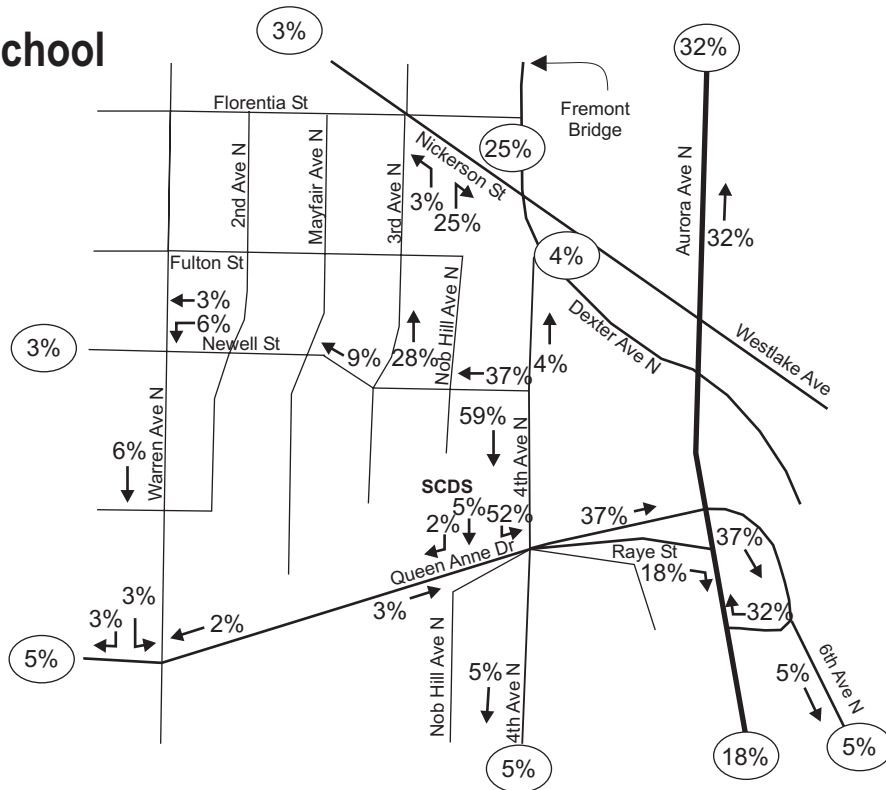 chool
3%
32%
Florentia St
Fremont
Bridge
25%
Nickerson St
2nd Ave N
Mayfair Ave N
3rd Ave N
3%
25%
Aurora Ave N
32%
4%
Fulton St
3%
6%
Newell St
3%
9%
28%
Nob Hill Ave N
37%
4%
Dexter Ave N
Westlake Ave
59%
4th Ave N
6%
Warren Ave N
SCDS
5%
2%
52%
Queen Anne Dr
37%
37%
Raye St
18%
32%
3%
3%
3%
2%
5%
Nob Hill Ave N
5%
4th Ave N
6th Ave N
5%
5%
18%
5%